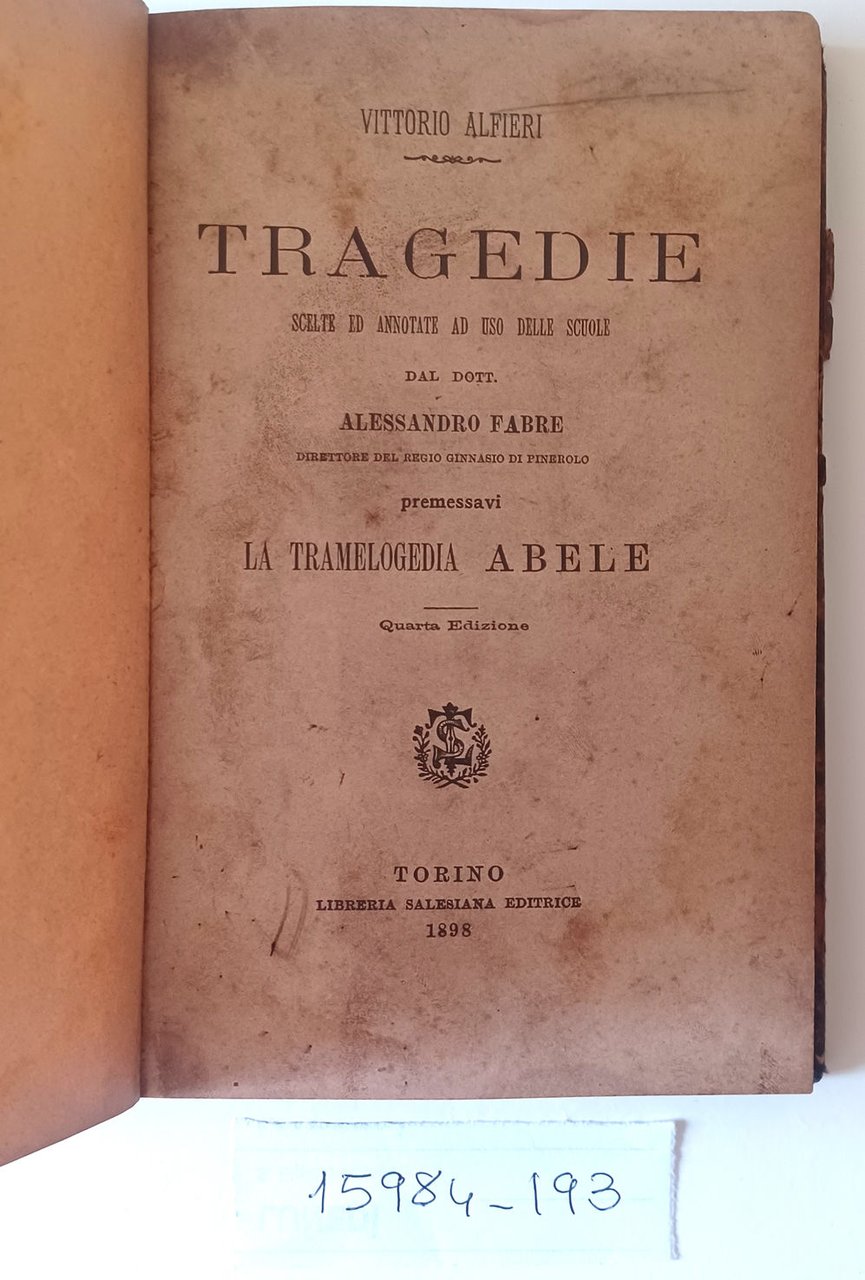 VITTORIO ALFIERI
TRAGEDIE
SCELTE ED ANNOTATE AD USO DELLE SCUOLE
DAL DOTT.
ALESSANDRO FABRE
DIRETTORE DEL REGIO GINNASIO DI PINEROLO
premessavi
LA TRAMELOGEDIA ABELE
Quarta Edizione
TORINO
LIBRERIA SALESIANA EDITRICE
1898
15984-193